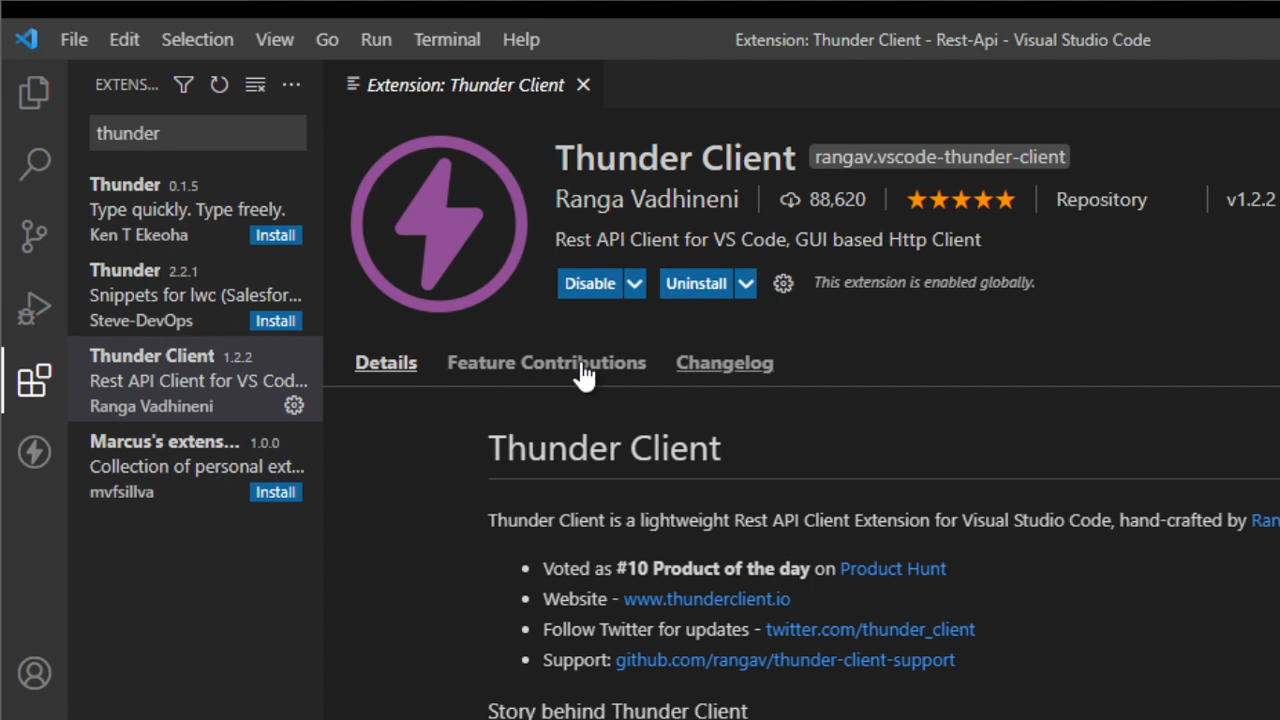 File Edit Selection View Go Run Terminal Help
Extension: Thunder Client - Rest-Api - Visual Studio Code
EXTENS...
Extension: Thunder Client
thunder
Thunder 0.1.5
Type quickly. Type freely.
Ken T Ekeoha Install
Thunder 2.2.1
Snippets for lwc (Salesfor...
Steve-DevOps Install
Thunder Client 1.2.2
Rest API Client for VS Cod...
Ranga Vadhineni
Marcus's extens... 1.0.0
Collection of personal ext...
mvfsillva Install
Thunder Client rangav.vscode-thunder-client
Ranga Vadhineni 88,620 Repository v1.2.2
Rest API Client for VS Code, GUI based Http Client
Disable Uninstall This extension is enabled globally.
Details Feature Contributions Changelog
Thunder Client
Thunder Client is a lightweight Rest API Client Extension for Visual Studio Code, hand-crafted by Ran
Voted as #10 Product of the day on Product Hunt
Website - www.thunderclient.io
Follow Twitter for updates - twitter.com/thunder_client
Support: github.com/rangav/thunder-client-support
Story behind Thunder Client